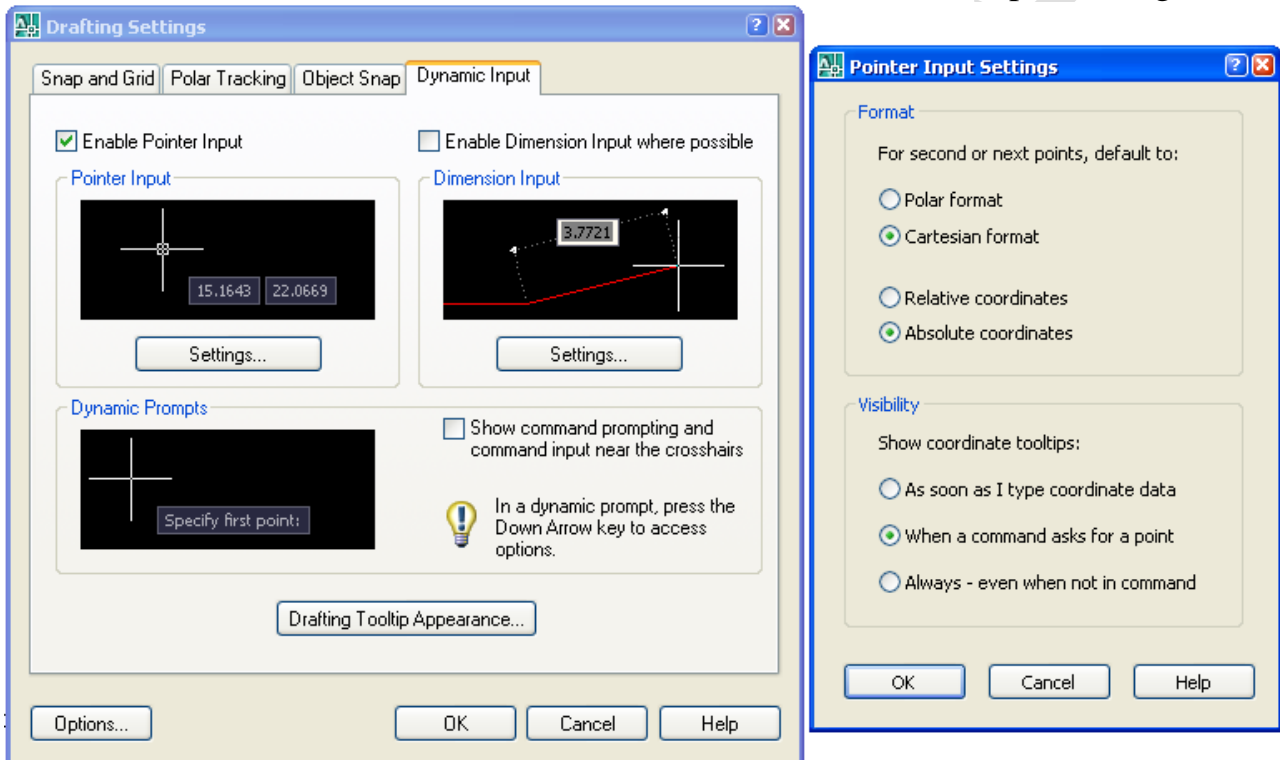 Drafting Settings
Snap and Grid Polar Tracking Object Snap Dynamic Input
Enable Pointer Input
Enable Dimension Input where possible
Pointer Input
15.1643 22.0669
Settings...
Dimension Input
3.7721
Settings...
Dynamic Prompts
Specify first point:
Show command prompting and
command input near the crosshairs
In a dynamic prompt, press the
Down Arrow key to access
options.
Drafting Tooltip Appearance...
Options... OK Cancel Help
Pointer Input Settings
Format
For second or next points, default to:
Polar format
Cartesian format
Relative coordinates
Absolute coordinates
Visibility
Show coordinate tooltips:
As soon as I type coordinate data
When a command asks for a point
Always - even when not in command
OK Cancel Help